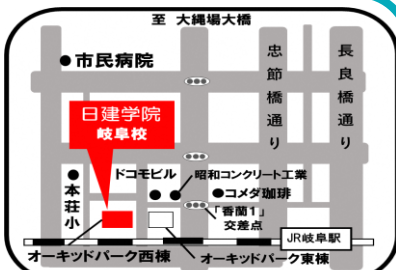 至 大縄場大橋
●市民病院
忠節橋通り
長良橋通り
日建学院
岐阜校
ドコモビル
昭和コンクリート工業
●コメダ珈琲
本荘小
「香蘭1」
交差点
JR岐阜駅
オーキッドパーク西棟
オーキッドパーク東棟